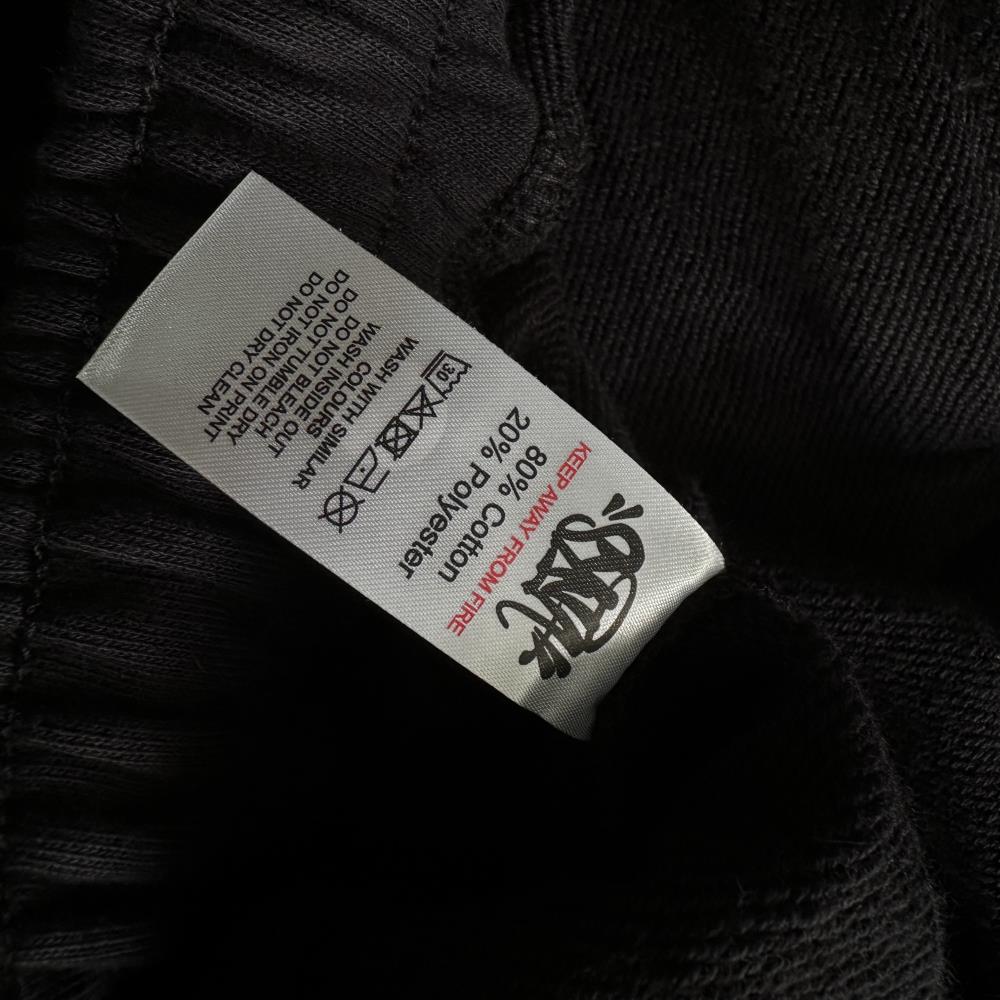 KEEP AWAY FROM FIRE
80% Cotton
20% Polyester
30
WASH WITH SIMILAR
COLOURS
WASH INSIDE OUT
DO NOT BLEACH
DO NOT TUMBLE DRY
DO NOT IRON ON PRINT
DO NOT DRY CLEAN